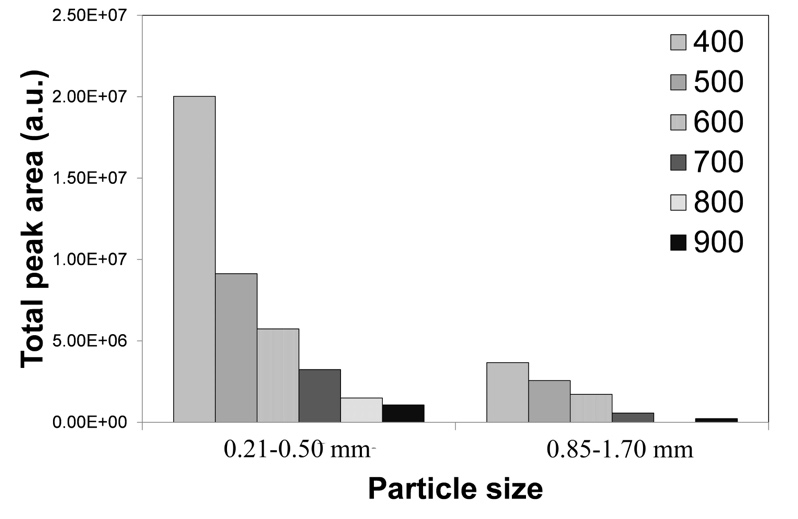 2.50E+07
2.00E+07
1.50E+07
1.00E+07
5.00E+06
0.00E+00
Total peak area (a.u.)
400
500
600
700
800
900
0.21-0.50 mm
0.85-1.70 mm
Particle size